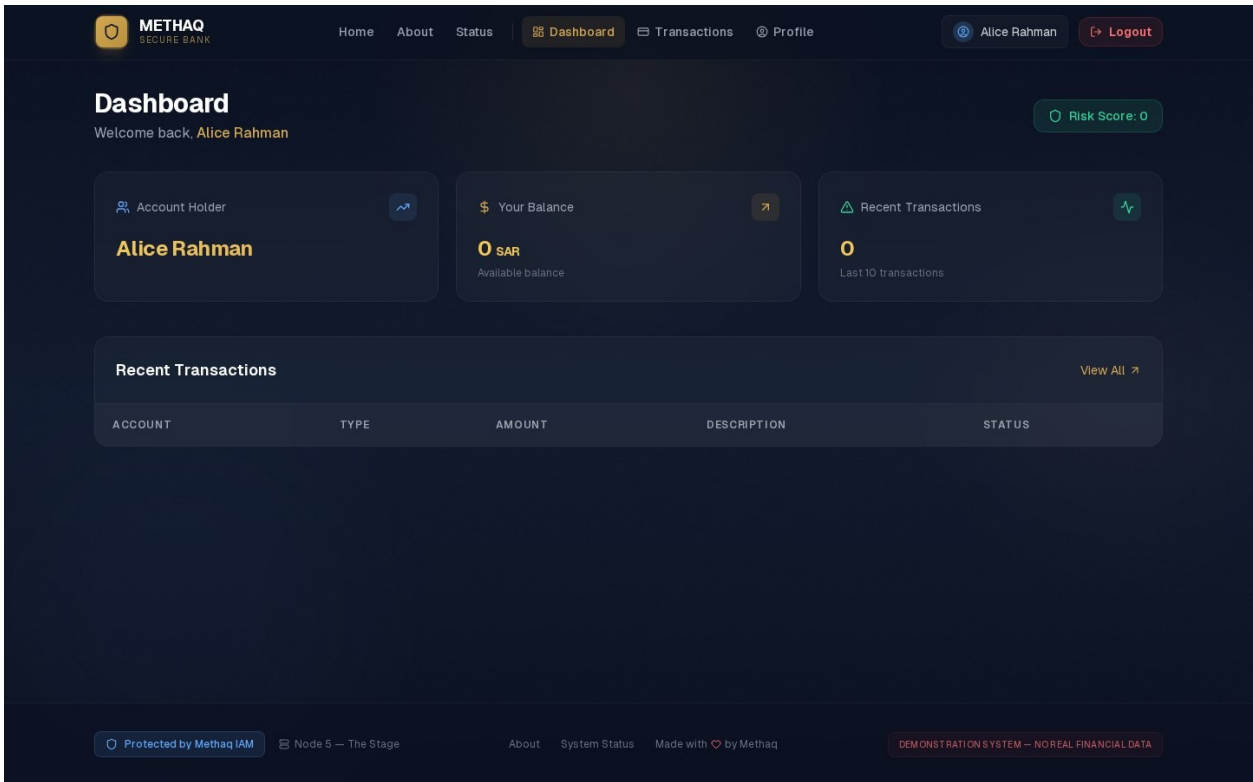 METHAQ
SECURE BANK
Home
About
Status
Dashboard
Transactions
Profile
Alice Rahman
Logout
Dashboard
Welcome back, Alice Rahman
Risk Score: 0
Account Holder
Alice Rahman
Your Balance
0 SAR
Available balance
Recent Transactions
0
Last 10 transactions
Recent Transactions
View All
ACCOUNT
TYPE
AMOUNT
DESCRIPTION
STATUS
Protected by Methaq IAM
Node 5 — The Stage
About
System Status
Made with ♡ by Methaq
DEMONSTRATION SYSTEM — NO REAL FINANCIAL DATA